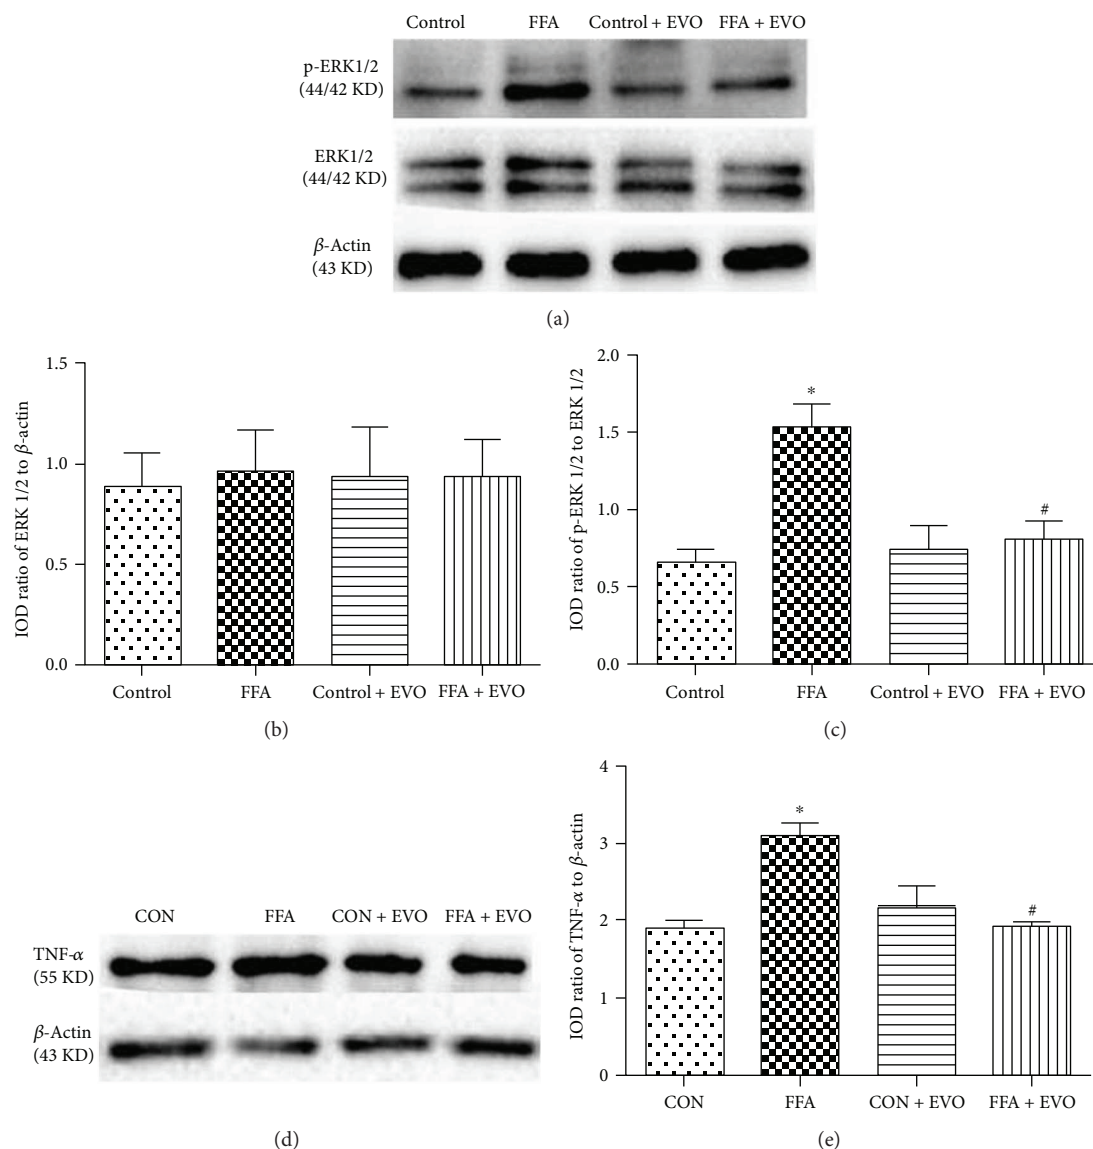 Control FFA Control + EVO FFA + EVO
p-ERK1/2
(44/42 KD)
ERK1/2
(44/42 KD)
β-Actin
(43 KD)
(a)
IOD ratio of ERK 1/2 to β-actin
1.5
1.0
0.5
0.0
Control FFA Control + EVO FFA + EVO
(b)
IOD ratio of p-ERK 1/2 to ERK 1/2
2.0
1.5
1.0
0.5
0.0
*
#
Control FFA Control + EVO FFA + EVO
(c)
CON FFA CON + EVO FFA + EVO
TNF-α
(55 KD)
β-Actin
(43 KD)
(d)
IOD ratio of TNF-α to β-actin
4
3
2
1
0
*
#
CON FFA CON + EVO FFA + EVO
(e)